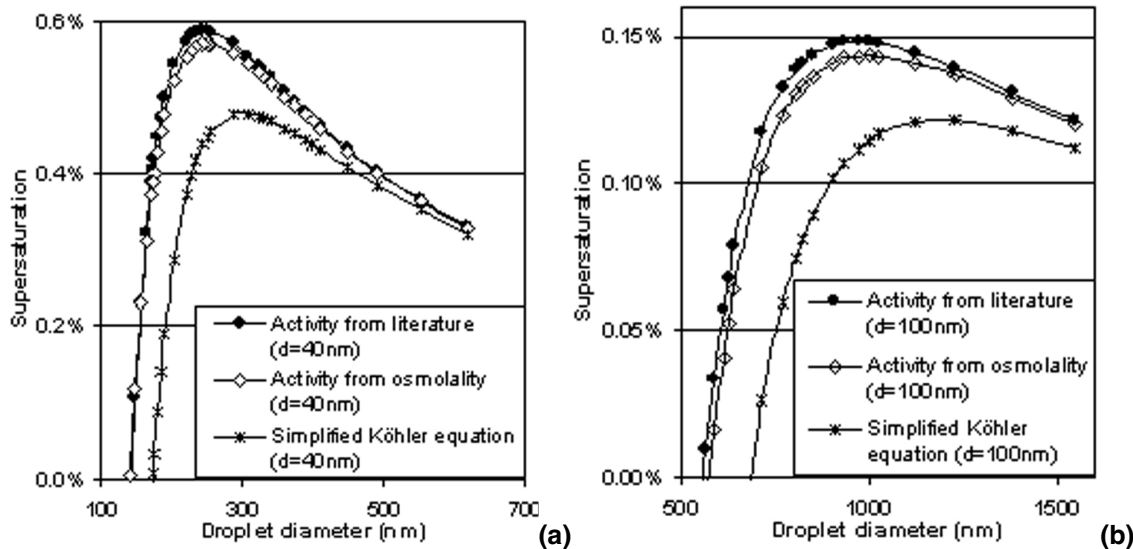 0.6%
0.4%
0.2%
0.0%
Supersaturation
Activity from literature
(d=40nm)
Activity from osmolality
(d=40nm)
Simplified Köhler equation
(d=40nm)
100
300
500
700
Droplet diameter (nm)
(a)
0.15%
0.10%
0.05%
0.00%
Supersaturation
Activity from literature
(d=100nm)
Activity from osmolality
(d=100nm)
Simplified Köhler
equation (d=100nm)
500
1000
1500
Droplet diameter (nm)
(b)